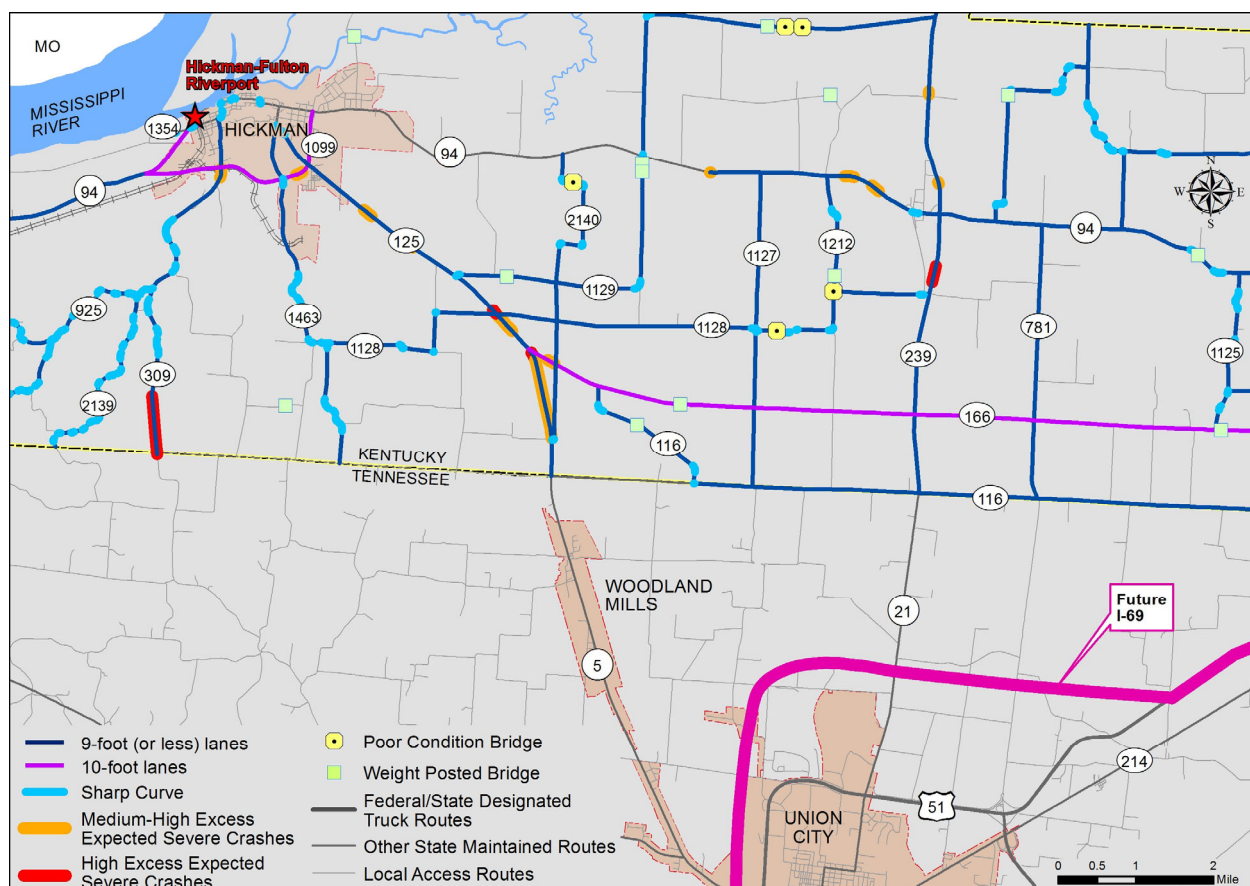 MO
MISSISSIPPI
RIVER
Hickman-Fulton
Riverport
1354
HICKMAN
1099
94
94
125
2140
1129
1127
1212
94
925
1463
1128
1128
239
781
1125
309
2139
116
166
KENTUCKY
TENNESSEE
116
N
W
E
S
WOODLAND
MILLS
5
21
Future
I-69
UNION
CITY
51
214
9-foot (or less) lanes
10-foot lanes
Sharp Curve
Medium-High Excess
Expected Severe Crashes
High Excess Expected
Severe Crashes
Poor Condition Bridge
Weight Posted Bridge
Federal/State Designated
Truck Routes
Other State Maintained Routes
Local Access Routes
0 0.5 1 2
Mile